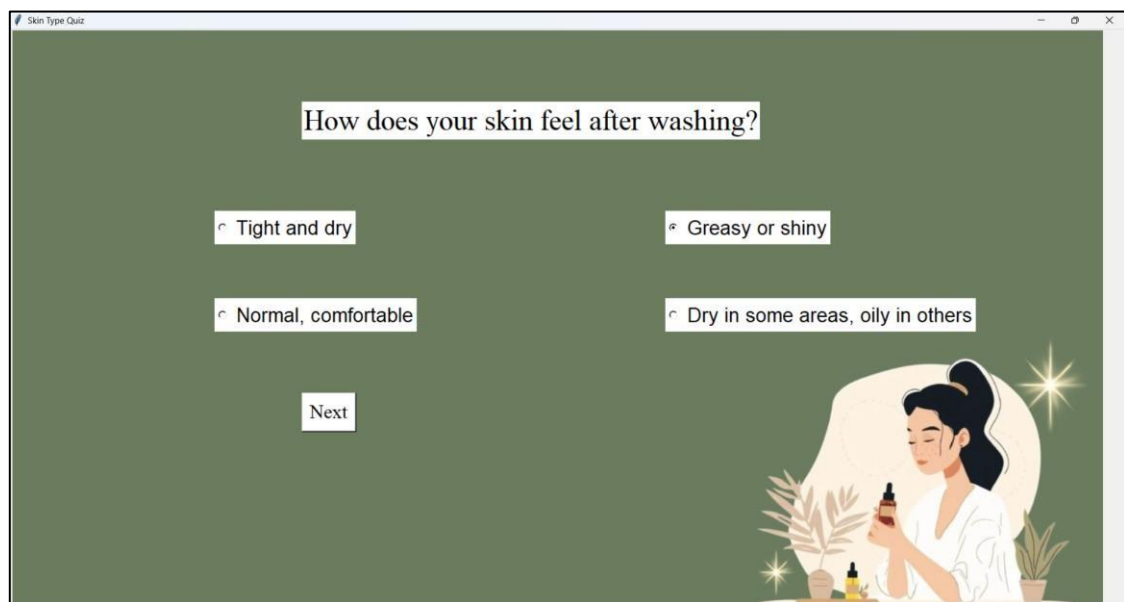 Skin Type Quiz
How does your skin feel after washing?
Tight and dry
Greasy or shiny
Normal, comfortable
Dry in some areas, oily in others
Next